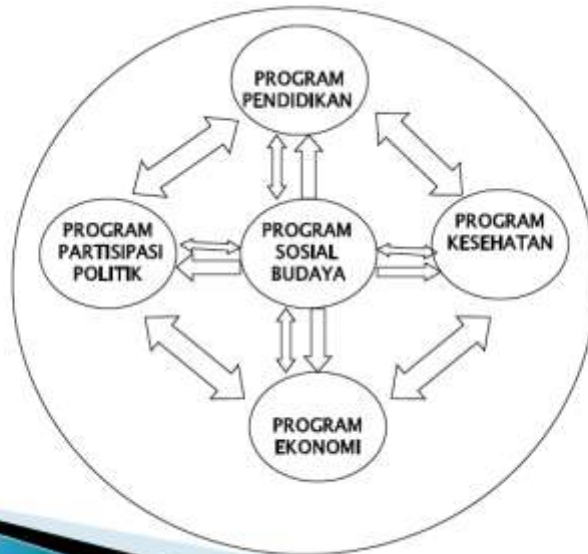 PROGRAM
PENDIDIKAN
PROGRAM
PARTISIPASI
POLITIK
PROGRAM
SOSIAL
BUDAYA
PROGRAM
KESEHATAN
PROGRAM
EKONOMI